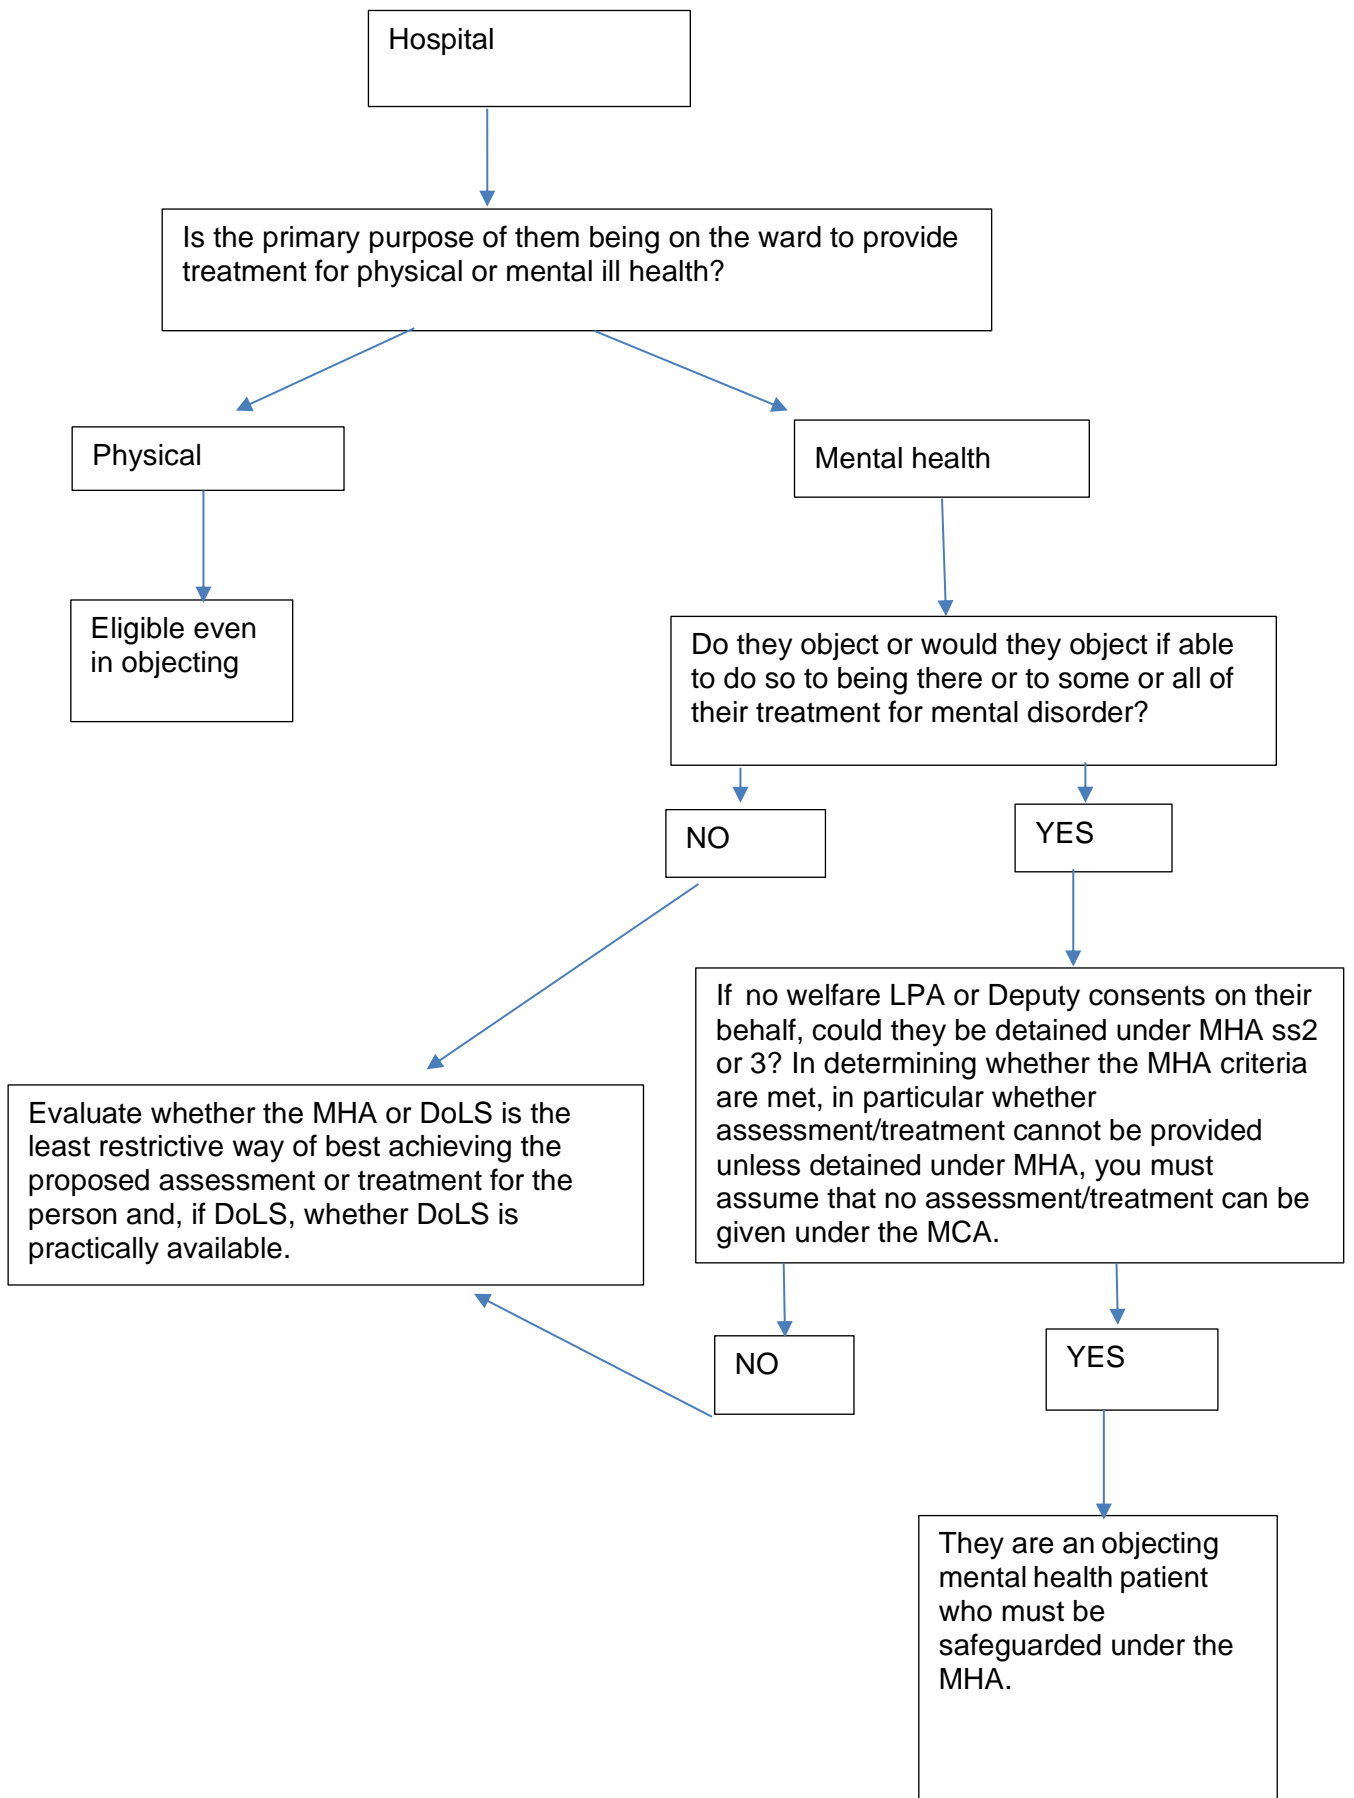 Hospital
Is the primary purpose of them being on the ward to provide
treatment for physical or mental ill health?
Physical
Mental health
Eligible even
in objecting
Do they object or would they object if able
to do so to being there or to some or all of
their treatment for mental disorder?
NO
YES
If no welfare LPA or Deputy consents on their
behalf, could they be detained under MHA ss2
or 3? In determining whether the MHA criteria
are met, in particular whether
assessment/treatment cannot be provided
unless detained under MHA, you must
assume that no assessment/treatment can be
given under the MCA.
Evaluate whether the MHA or DoLS is the
least restrictive way of best achieving the
proposed assessment or treatment for the
person and, if DoLS, whether DoLS is
practically available.
NO
YES
They are an objecting
mental health patient
who must be
safeguarded under the
MHA.